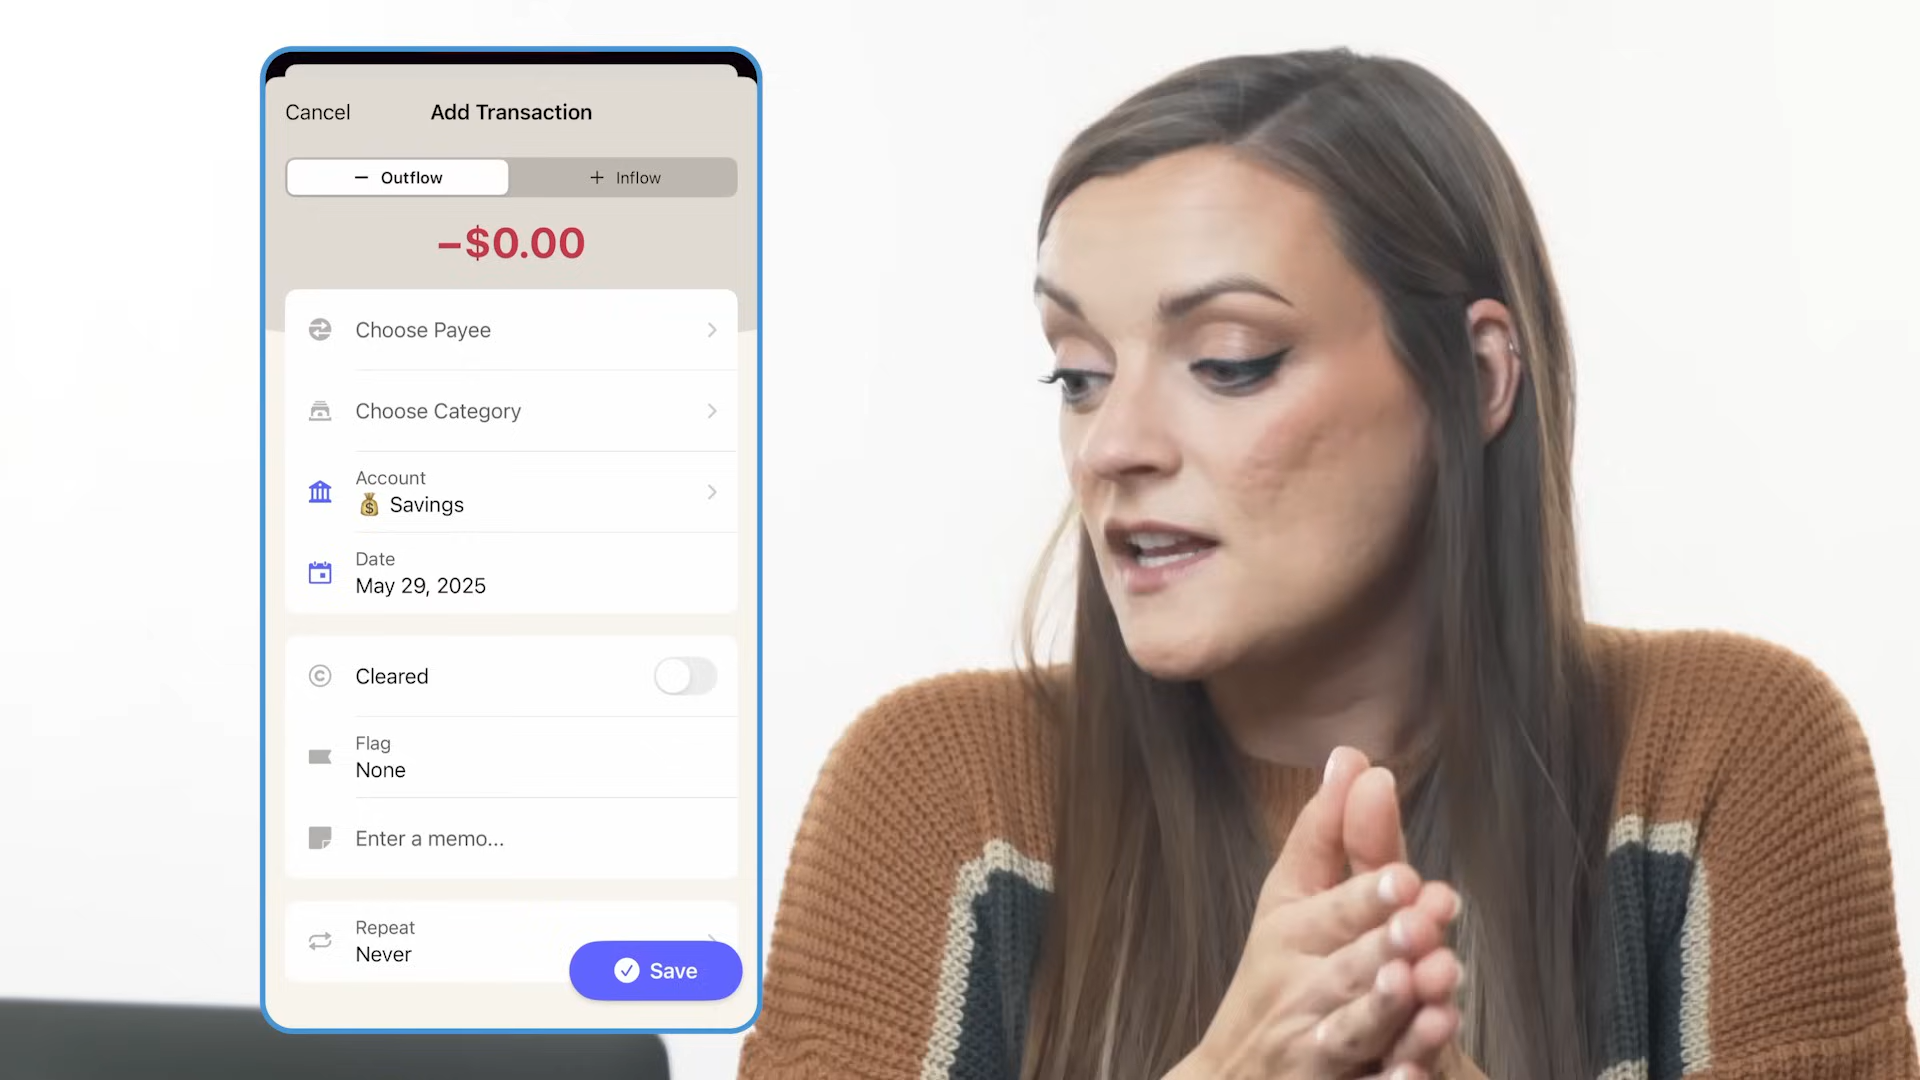 Cancel
Add Transaction
– Outflow
+ Inflow
–$0.00
Choose Payee
Choose Category
Account
💰 Savings
Date
May 29, 2025
Cleared
Flag
None
Enter a memo...
Repeat
Never
Save